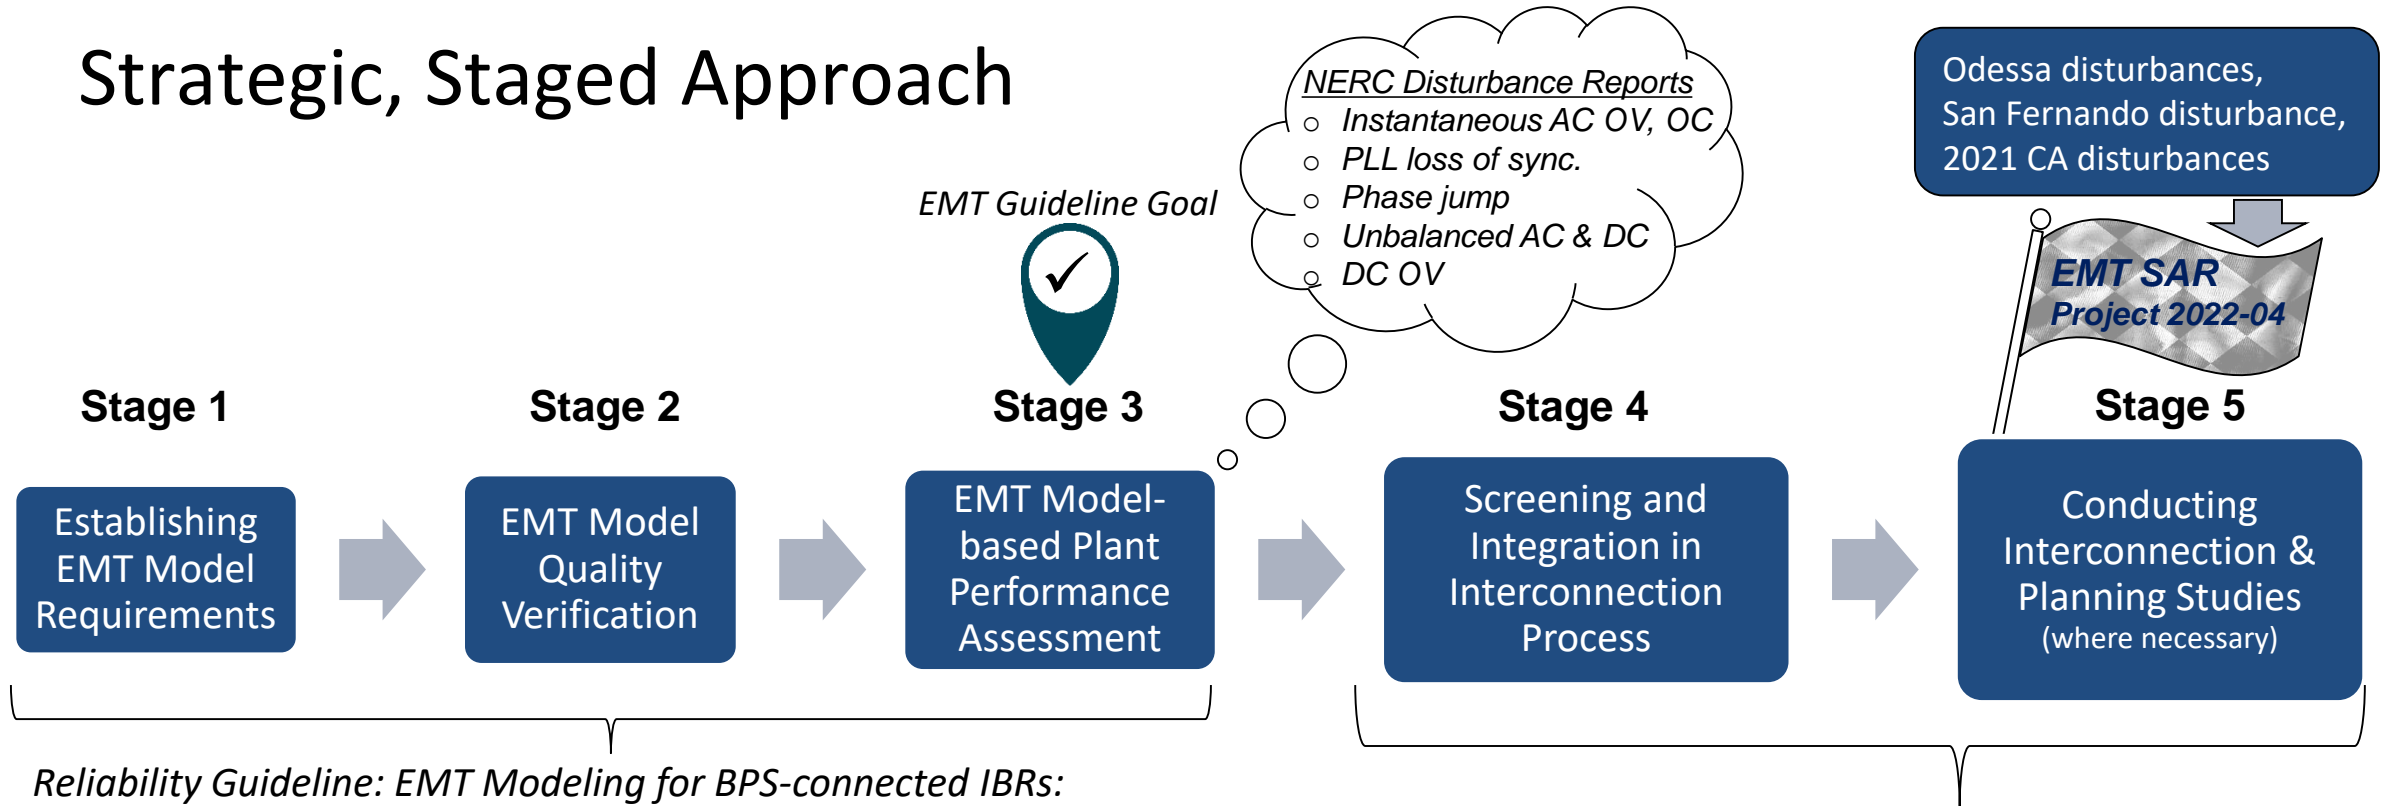 Strategic, Staged Approach
NERC Disturbance Reports
o Instantaneous AC OV, OC
o PLL loss of sync.
o Phase jump
o Unbalanced AC & DC
o DC OV
Odessa disturbances,
San Fernando disturbance,
2021 CA disturbances
EMT Guideline Goal
EMT SAR
Project 2022-04
Stage 1
Stage 2
Stage 3
Stage 4
Stage 5
Establishing
EMT Model
Requirements
EMT Model
Quality
Verification
EMT Model-
based Plant
Performance
Assessment
Screening and
Integration in
Interconnection
Process
Conducting
Interconnection &
Planning Studies
(where necessary)
Reliability Guideline: EMT Modeling for BPS-connected IBRs: